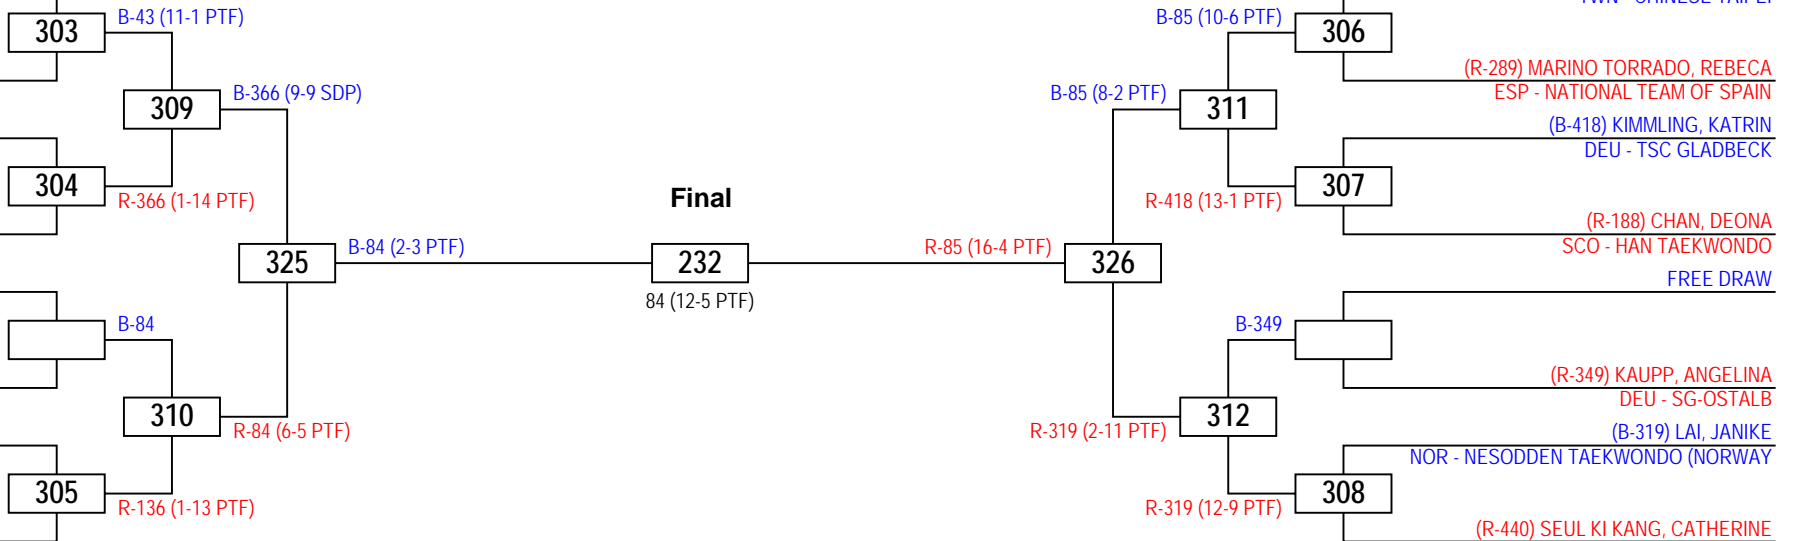 303
B-43 (11-1 PTF)
309
B-366 (9-9 SDP)
304
R-366 (1-14 PTF)
325
B-84 (2-3 PTF)
B-84
310
R-84 (6-5 PTF)
305
R-136 (1-13 PTF)
Final
232
84 (12-5 PTF)
R-85 (16-4 PTF)
326
B-85 (8-2 PTF)
311
B-85 (10-6 PTF)
306
TWN - CHINESE TAIPEI
(R-289) MARINO TORRADO, REBECA
ESP - NATIONAL TEAM OF SPAIN
(B-418) KIMMLING, KATRIN
DEU - TSC GLADBECK
R-418 (13-1 PTF)
307
(R-188) CHAN, DEONA
SCO - HAN TAEKWONDO
FREE DRAW
B-349
(R-349) KAUPP, ANGELINA
DEU - SG-OSTALB
R-319 (2-11 PTF)
312
(B-319) LAI, JANIKE
NOR - NESODDEN TAEKWONDO (NORWAY
R-319 (12-9 PTF)
308
(R-440) SEUL KI KANG, CATHERINE